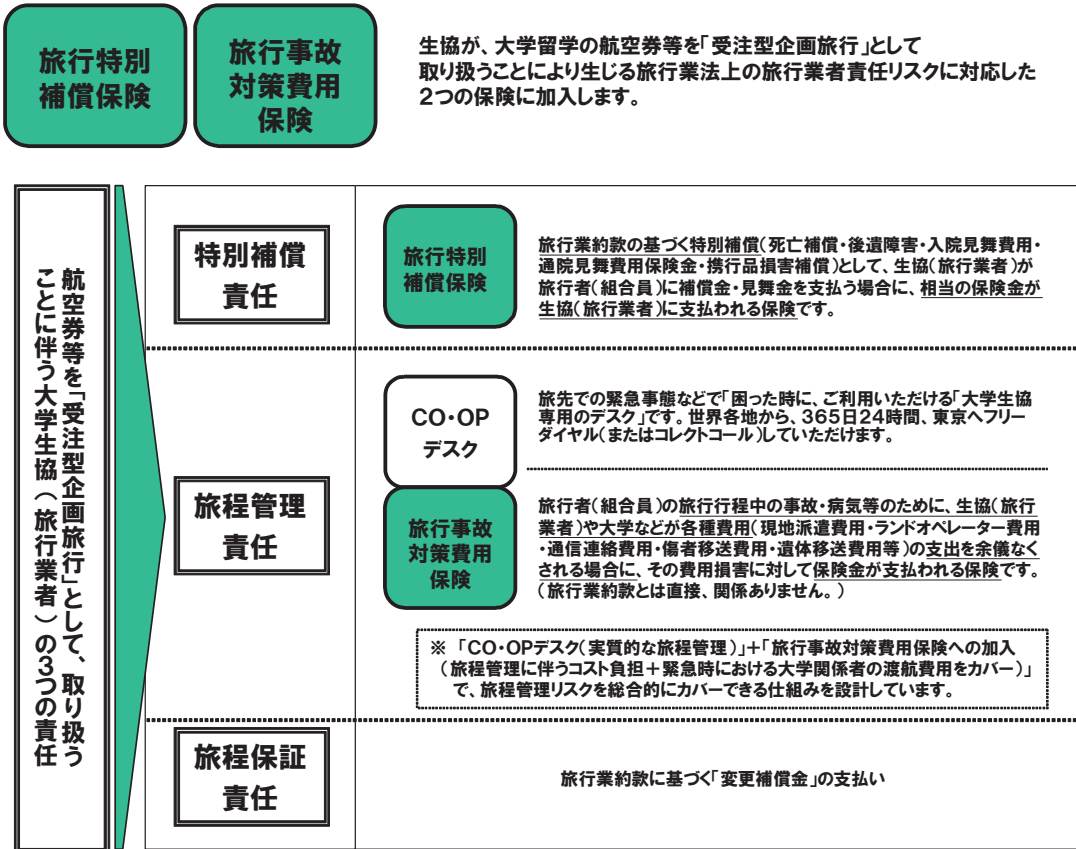 旅行特別
補償保険
旅行事故
対策費用
保険
生協が、大学留学の航空券等を「受注型企画旅行」として
取り扱うことにより生じる旅行業法上の旅行業者責任リスクに対応した
2つの保険に加入します。
航空券等を「受注型企画旅行」として、取り扱う
ことに伴う大学生協（旅行業者）の3つの責任
特別補償
責任
旅行特別
補償保険
旅行業約款の基づく特別補償(死亡補償・後遺障害・入院見舞費用・
通院見舞費用保険金・携行品損害補償)として、生協(旅行業者)が
旅行者(組合員)に補償金・見舞金を支払う場合に、相当の保険金が
生協(旅行業者)に支払われる保険です。
旅程管理
責任
CO・OP
デスク
旅先での緊急事態などで「困った時に、ご利用いただける「大学生協
専用のデスク」です。世界各地から、365日24時間、東京へフリー
ダイヤル(またはコレクトコール)していただけます。
旅行事故
対策費用
保険
旅行者(組合員)の旅行行程中の事故・病気等のために、生協(旅行
業者)や大学などが各種費用(現地派遣費用・ランドオペレーター費用
・通信連絡費用・傷者移送費用・遺体移送費用等)の支出を余儀なく
される場合に、その費用損害に対して保険金が支払われる保険です。
(旅行業約款とは直接、関係ありません。)
※ 「CO・OPデスク(実質的な旅程管理)」+「旅行事故対策費用保険への加入
(旅程管理に伴うコスト負担+緊急時における大学関係者の渡航費用をカバー)」
で、旅程管理リスクを総合的にカバーできる仕組みを設計しています。
旅程保証
責任
旅行業約款に基づく「変更補償金」の支払い